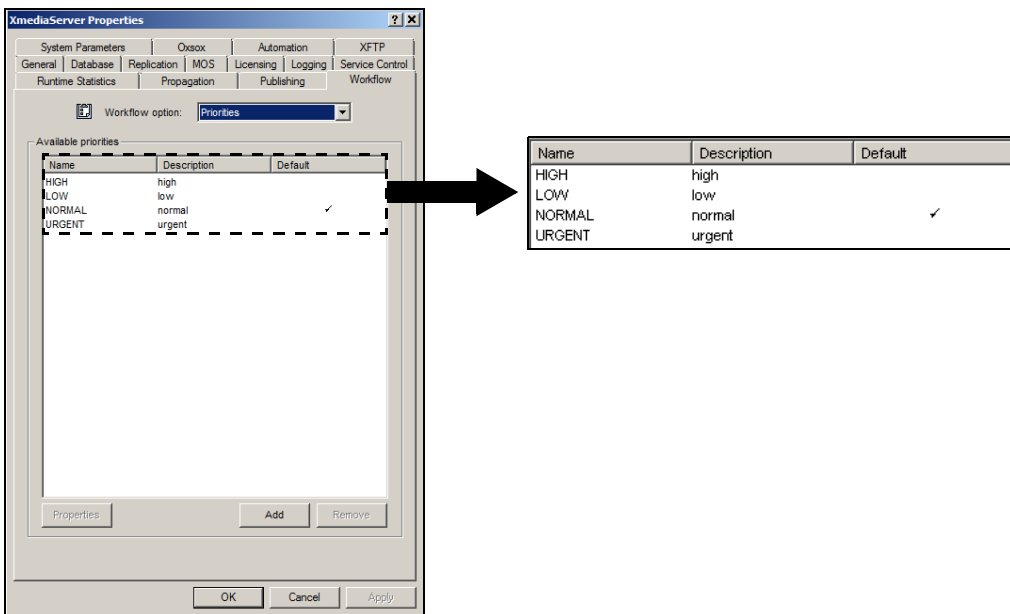 XmediaServer Properties
System Parameters Oxsox Automation XFTP
General Database Replication MOS Licensing Logging Service Control
Runtime Statistics Propagation Publishing Workflow
Workflow option: Priorities
Available priorities
Name Description Default
HIGH high
LOW low
NORMAL normal ✓
URGENT urgent
Properties Add Remove
OK Cancel Apply
Name Description Default
HIGH high
LOW low
NORMAL normal ✓
URGENT urgent